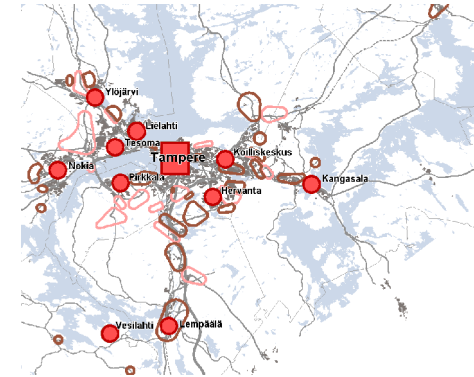 Ylöjärvi
Lielahti
Tesoma
Tampere
Koilliskeskus
Nokia
Pirkkala
Kangasala
Hervanta
Vesilahti
Lempäälä